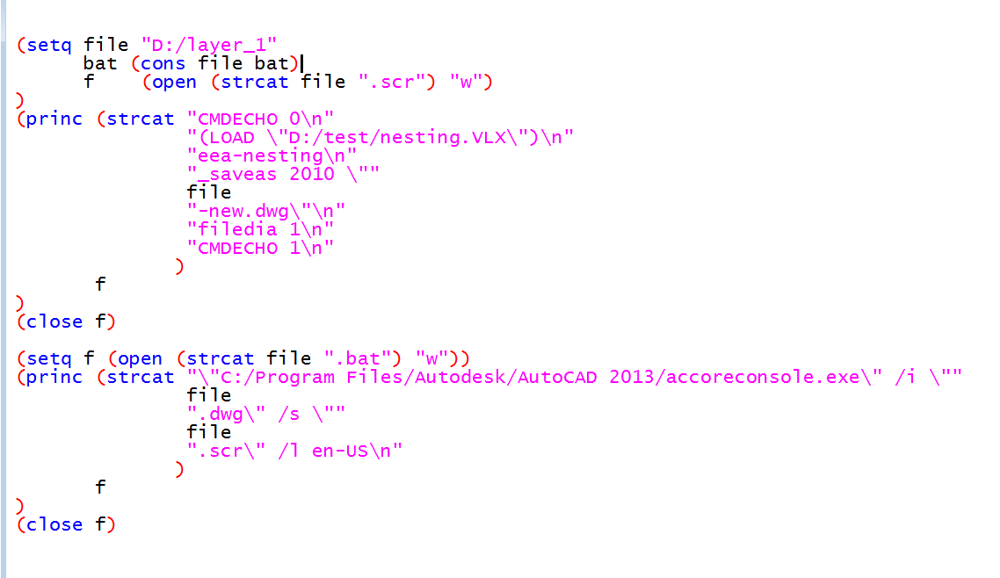 (setq file "D:/layer_1"
      bat (cons file bat)
      f    (open (strcat file ".scr") "w")
)
(princ (strcat "CMDECHO 0\n"
               "(LOAD \"D:/test/nesting.VLX\")\n"
               "eea-nesting\n"
               "_saveas 2010 \""
               file
               "-new.dwg\"\n"
               "filedia 1\n"
               "CMDECHO 1\n"
              )
       f
)
(close f)

(setq f (open (strcat file ".bat") "w"))
(princ (strcat "\"C:/Program Files/Autodesk/AutoCAD 2013/accoreconsole.exe\" /i \""
               file
               ".dwg\" /s \""
               file
               ".scr\" /l en-US\n"
              )
       f
)
(close f)